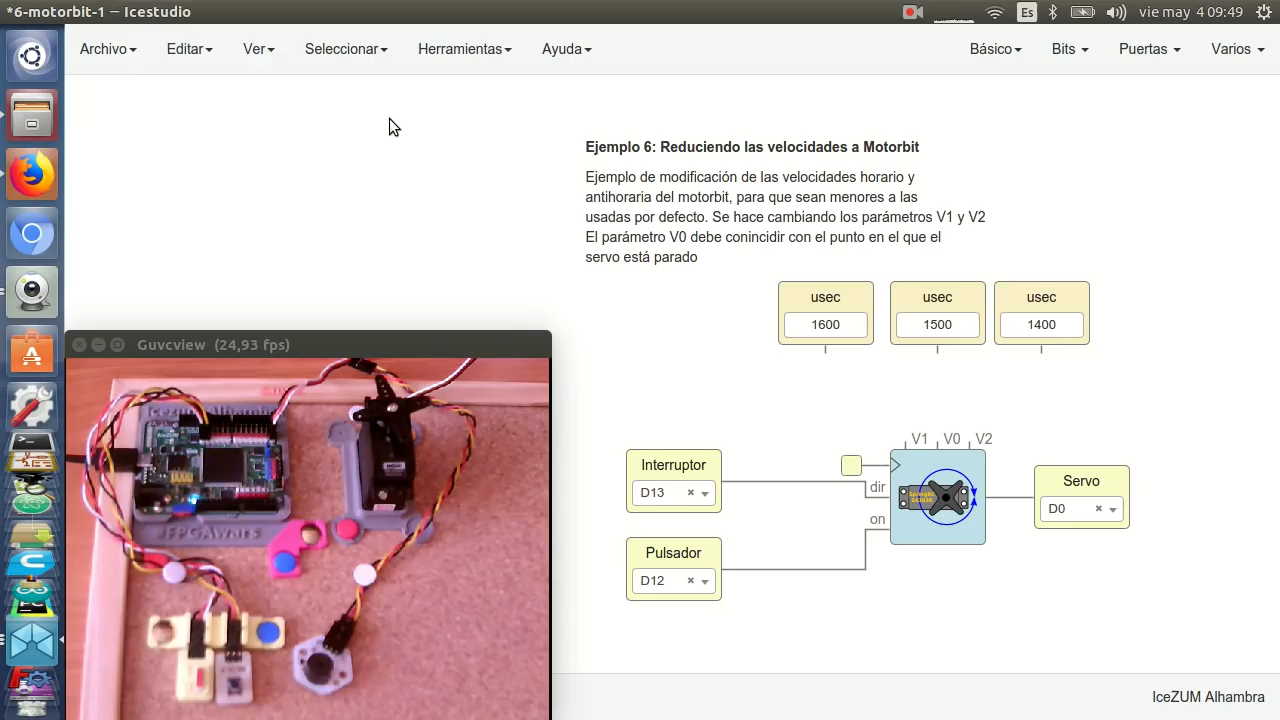 *6-motorbit-1 – Icestudio
Es
vie may 4 09:49
Archivo
Editar
Ver
Seleccionar
Herramientas
Ayuda
Básico
Bits
Puertas
Varios
Ejemplo 6: Reduciendo las velocidades a Motorbit
Ejemplo de modificación de las velocidades horario y
antihoraria del motorbit, para que sean menores a las
usadas por defecto. Se hace cambiando los parámetros V1 y V2
El parámetro V0 debe conincidir con el punto en el que el
servo está parado
usec
usec
usec
1600
1500
1400
Guvcview (24,93 fps)
V1
V0
V2
Interruptor
D13
dir
on
Servo
D0
Pulsador
D12
JPGAwars
IceZUM Alhambra